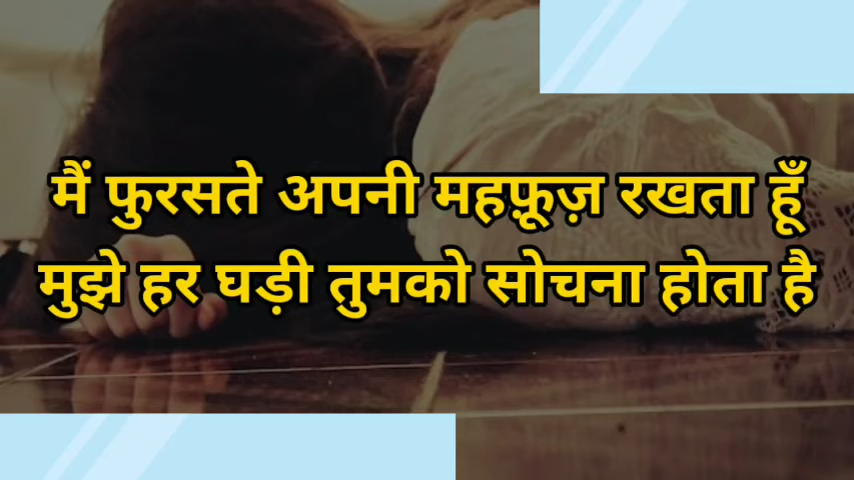 मैं फुरसते अपनी महफ़ूज़ रखता हूँ
मुझे हर घड़ी तुमको सोचना होता है